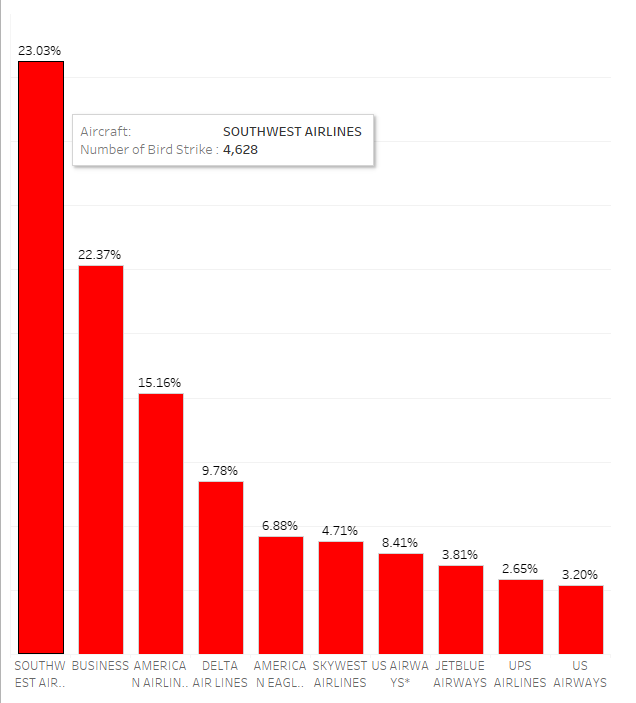 23.03%
Aircraft: SOUTHWEST AIRLINES
Number of Bird Strike : 4,628
22.37%
15.16%
9.78%
6.88%
4.71%
8.41%
3.81%
2.65%
3.20%
SOUTHW
EST AIR..
BUSINESS
AMERICA
N AIRLIN..
DELTA
AIR LINES
AMERICA
N EAGL..
SKYWEST
AIRLINES
US AIRWA
YS*
JETBLUE
AIRWAYS
UPS
AIRLINES
US
AIRWAYS